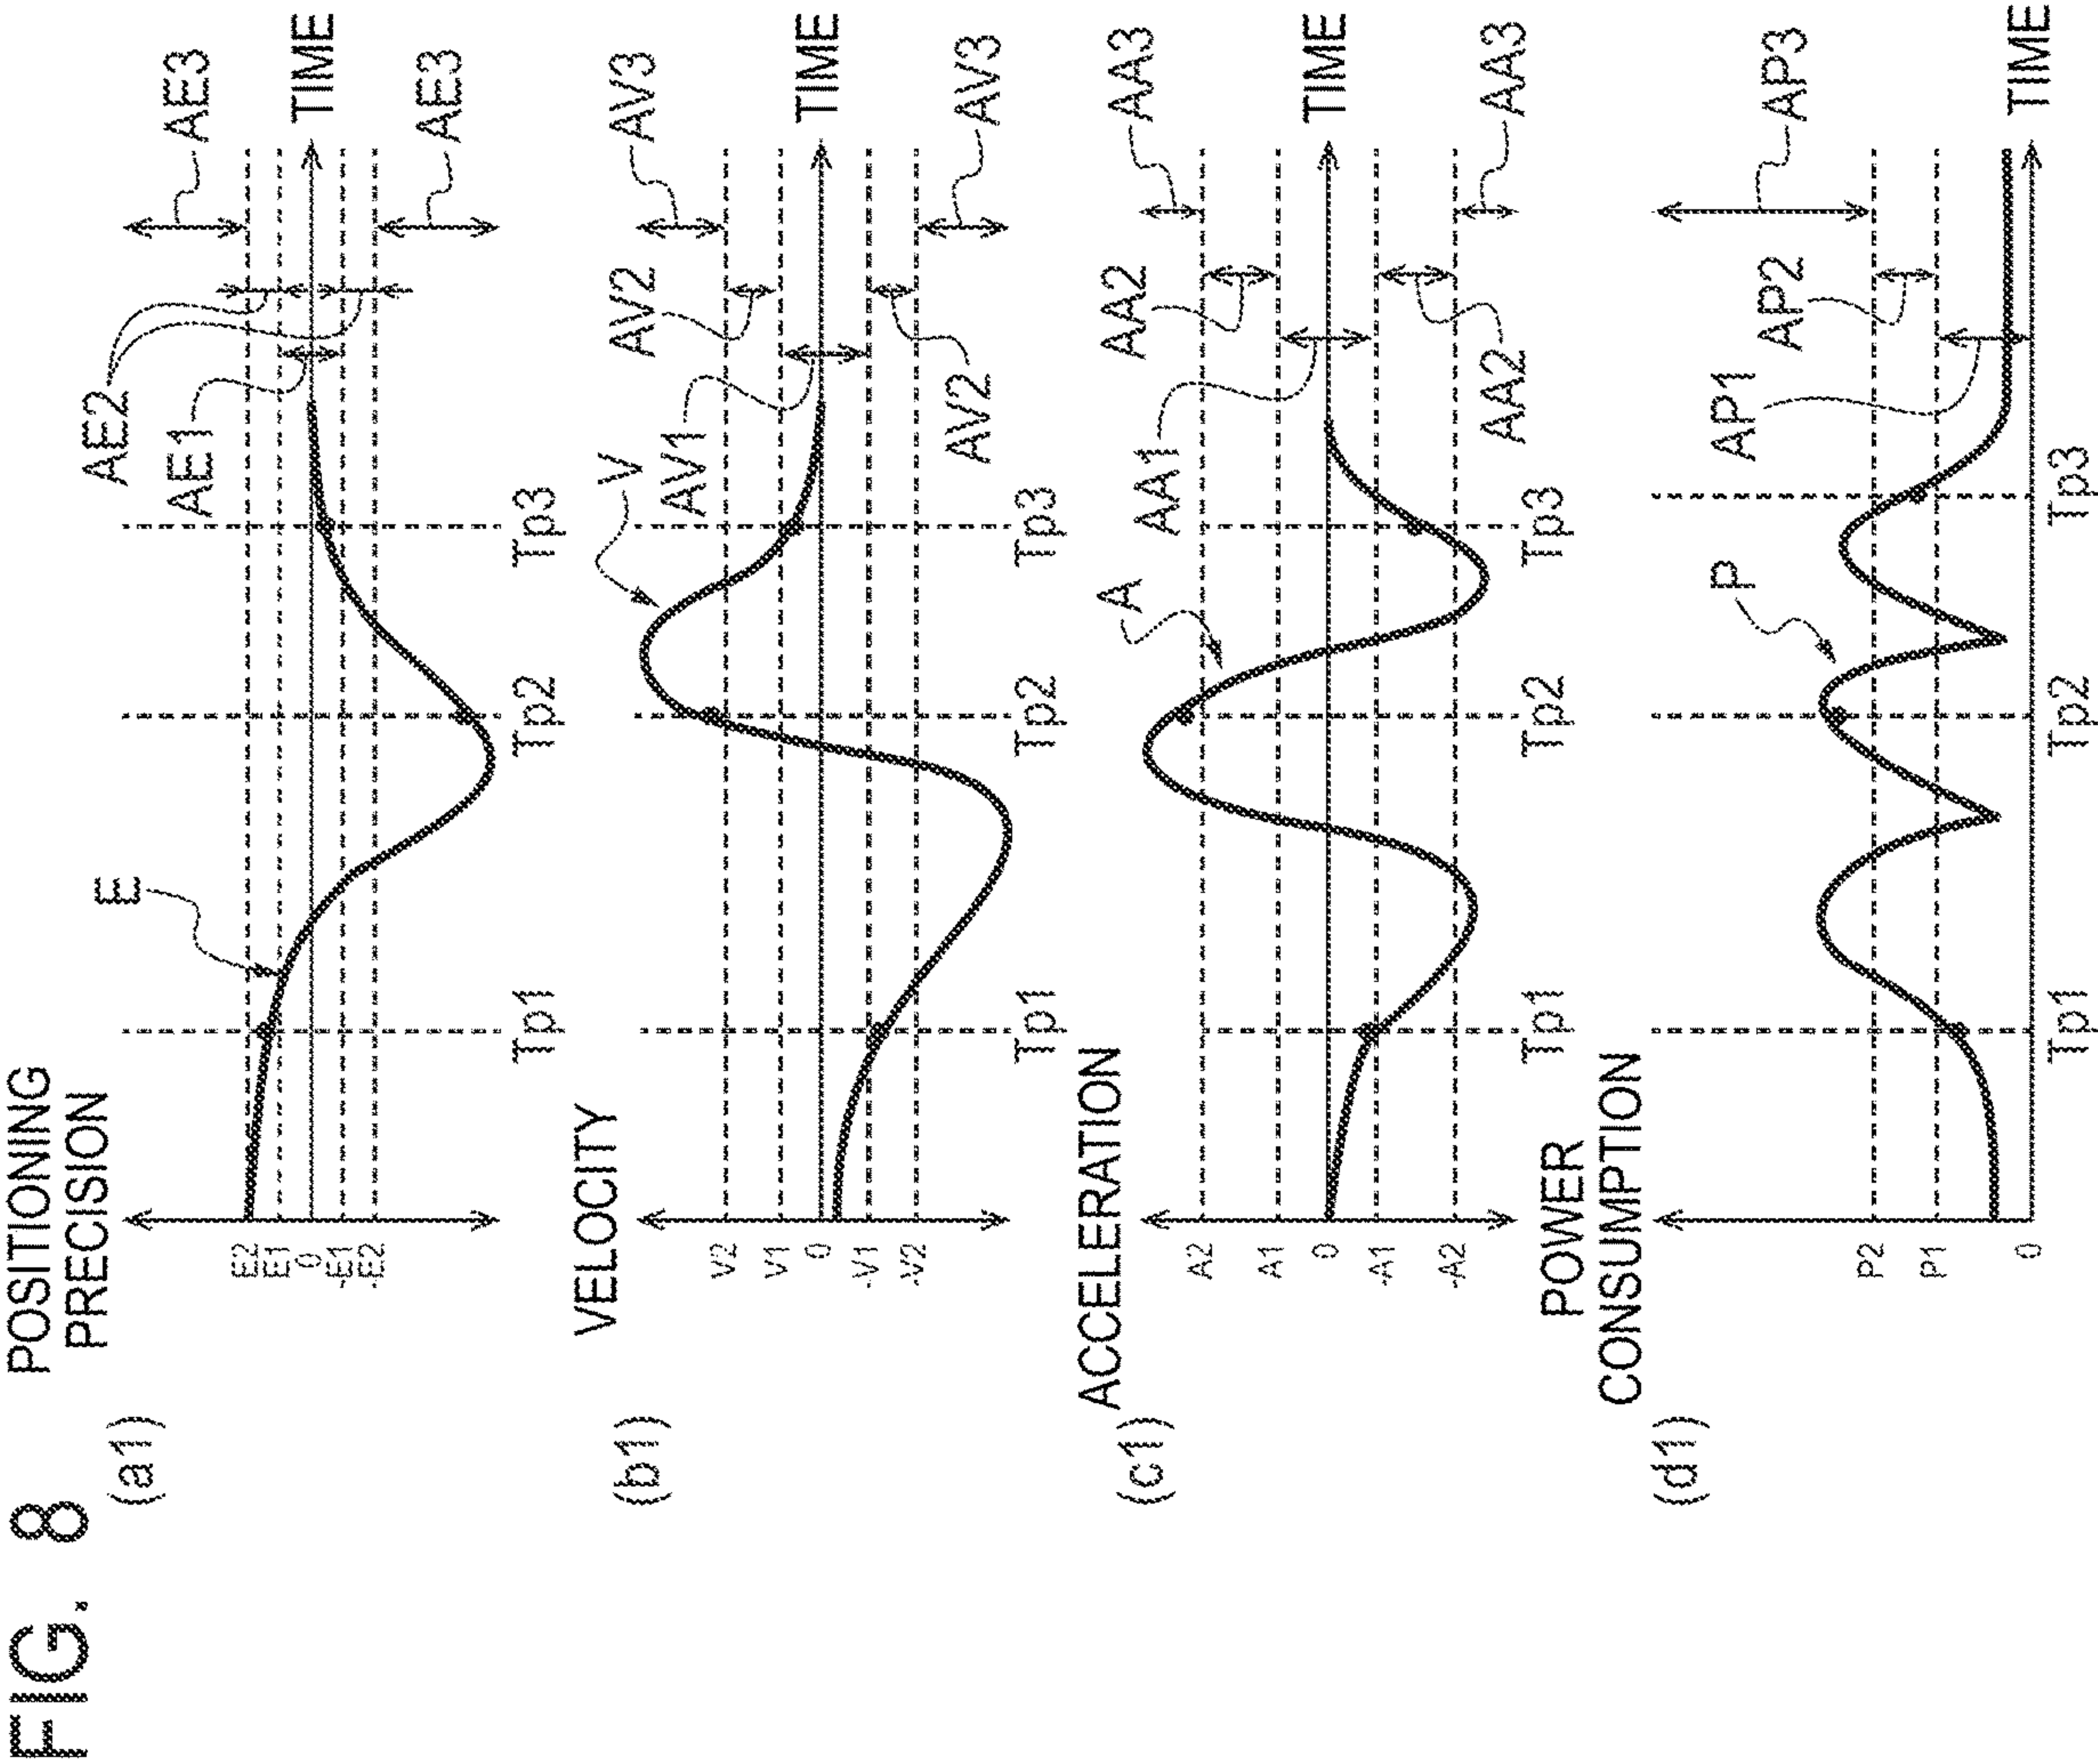 FIG. 8
(a1)
POSITIONING
PRECISION
E2
E1
0
-E1
-E2
E
AE2
AE1
AE3
TIME
AE3
Tp1
Tp2
Tp3
(b1)
VELOCITY
V2
V1
0
-V1
-V2
V
AV1
AV2
AV3
TIME
AV2
AV3
Tp1
Tp2
Tp3
(c1)
ACCELERATION
A2
A1
0
-A1
-A2
A
AA1
AA2
AA3
TIME
AA2
AA3
Tp1
Tp2
Tp3
(d1)
POWER
CONSUMPTION
P2
P1
0
P
AP1
AP2
AP3
TIME
Tp1
Tp2
Tp3